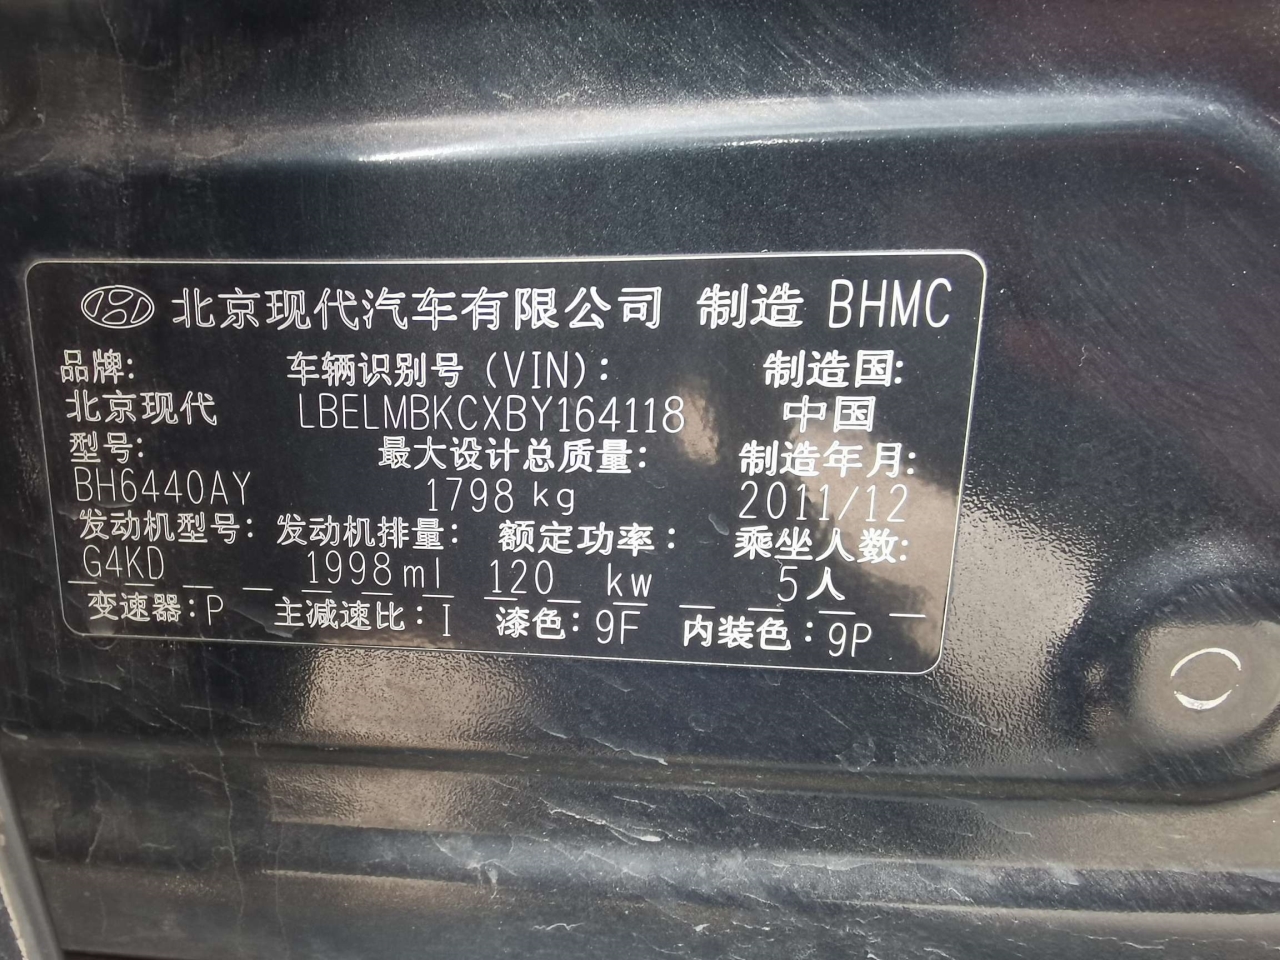 北京现代汽车有限公司 制造 BHMC
品牌: 车辆识别号 (VIN): 制造国:
北京现代 LBELMBKCXBY164118 中国
型号: 最大设计总质量: 制造年月:
BH6440AY 1798 kg 2011/12
发动机型号: 发动机排量: 额定功率: 乘坐人数:
G4KD 1998ml 120 kw 5人
变速器:P 主减速比:I 漆色:9F 内装色:9P